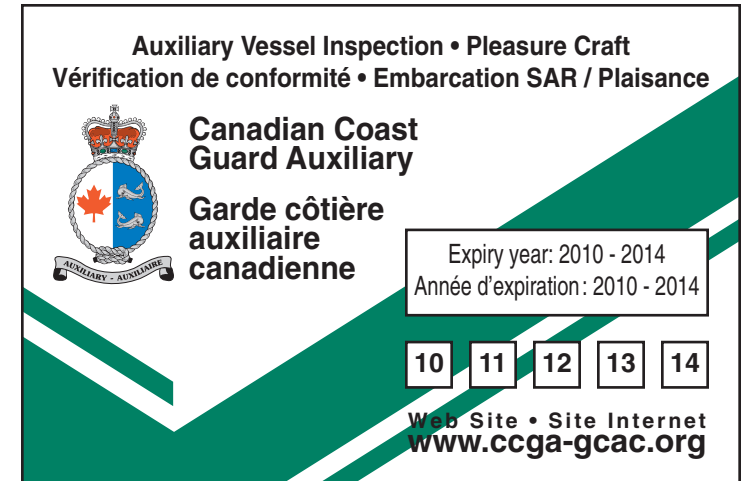 Auxiliary Vessel Inspection • Pleasure Craft
Vérification de conformité • Embarcation SAR / Plaisance
Canadian Coast
Guard Auxiliary
Garde côtière
auxiliaire
canadienne
AUXILIARY - AUXILIAIRE
Expiry year: 2010 - 2014
Année d'expiration: 2010 - 2014
10 11 12 13 14
Web Site • Site Internet
www.ccga-gcac.org